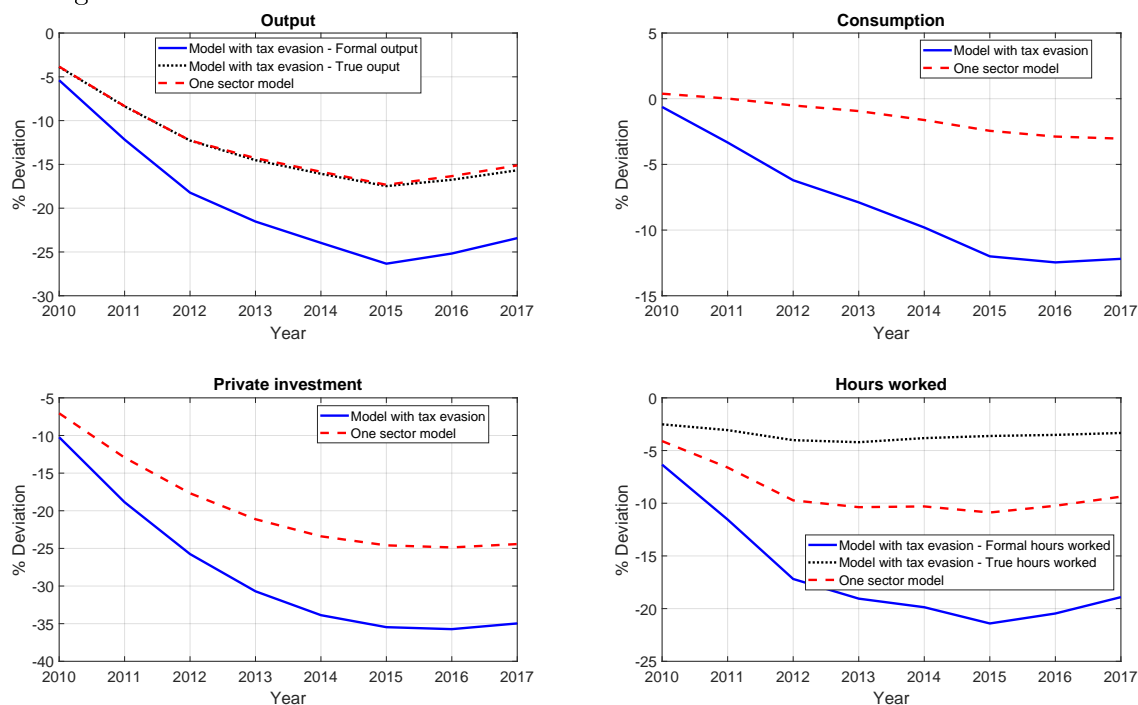 Output
0
-5
-10
-15
-20
-25
-30
% Deviation
Model with tax evasion - Formal output
Model with tax evasion - True ouput
One sector model
2010 2011 2012 2013 2014 2015 2016 2017
Year
Consumption
5
0
-5
-10
-15
% Deviation
Model with tax evasion
One sector model
2010 2011 2012 2013 2014 2015 2016 2017
Year
Private investment
-5
-10
-15
-20
-25
-30
-35
-40
% Deviation
Model with tax evasion
One sector model
2010 2011 2012 2013 2014 2015 2016 2017
Year
Hours worked
0
-5
-10
-15
-20
-25
% Deviation
Model with tax evasion - Formal hours worked
Model with tax evasion - True hours worked
One sector model
2010 2011 2012 2013 2014 2015 2016 2017
Year